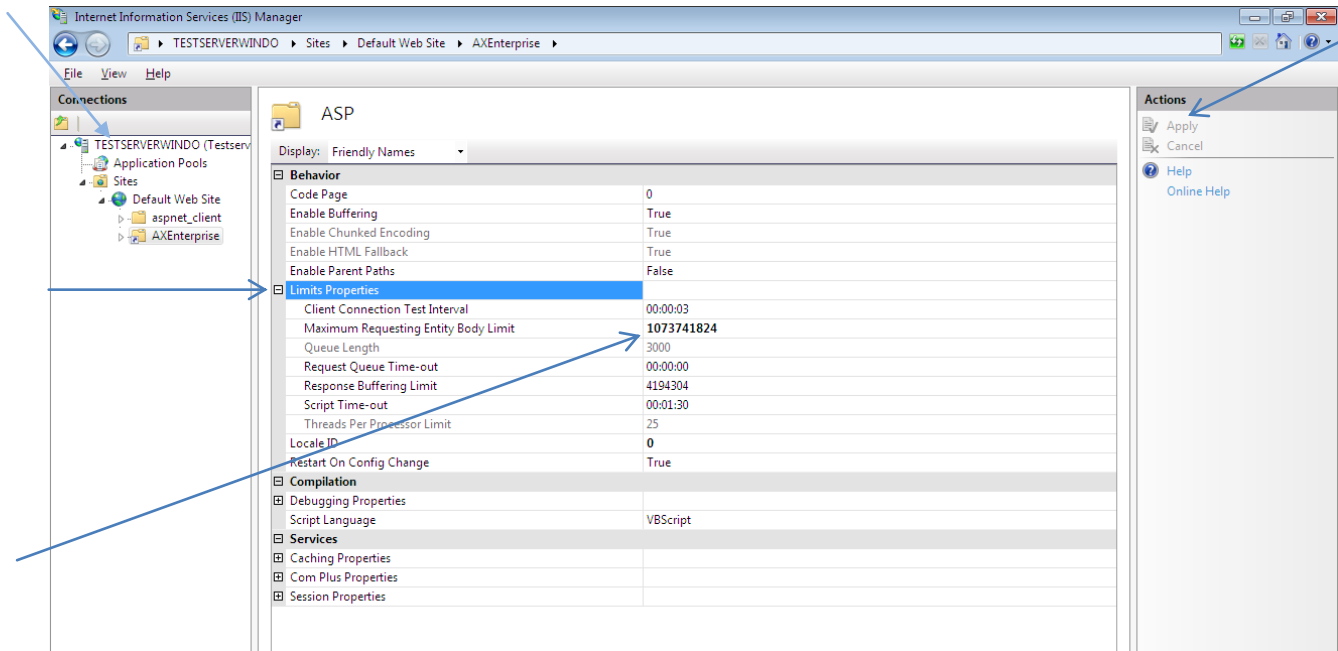 Internet Information Services (IIS) Manager
TESTSERVERWINDO Sites Default Web Site AXEnterprise
File View Help
Connections
TESTSERVERWINDO (Testserv
Application Pools
Sites
Default Web Site
aspnet_client
AXEnterprise
ASP
Display: Friendly Names
Behavior
Code Page 0
Enable Buffering True
Enable Chunked Encoding True
Enable HTML Fallback True
Enable Parent Paths False
Limits Properties
Client Connection Test Interval 00:00:03
Maximum Requesting Entity Body Limit 1073741824
Queue Length 3000
Request Queue Time-out 00:00:00
Response Buffering Limit 4194304
Script Time-out 00:01:30
Threads Per Processor Limit 25
Locale ID 0
Restart On Config Change True
Compilation
Debugging Properties
Script Language VBScript
Services
Caching Properties
Com Plus Properties
Session Properties
Actions
Apply
Cancel
Help
Online Help